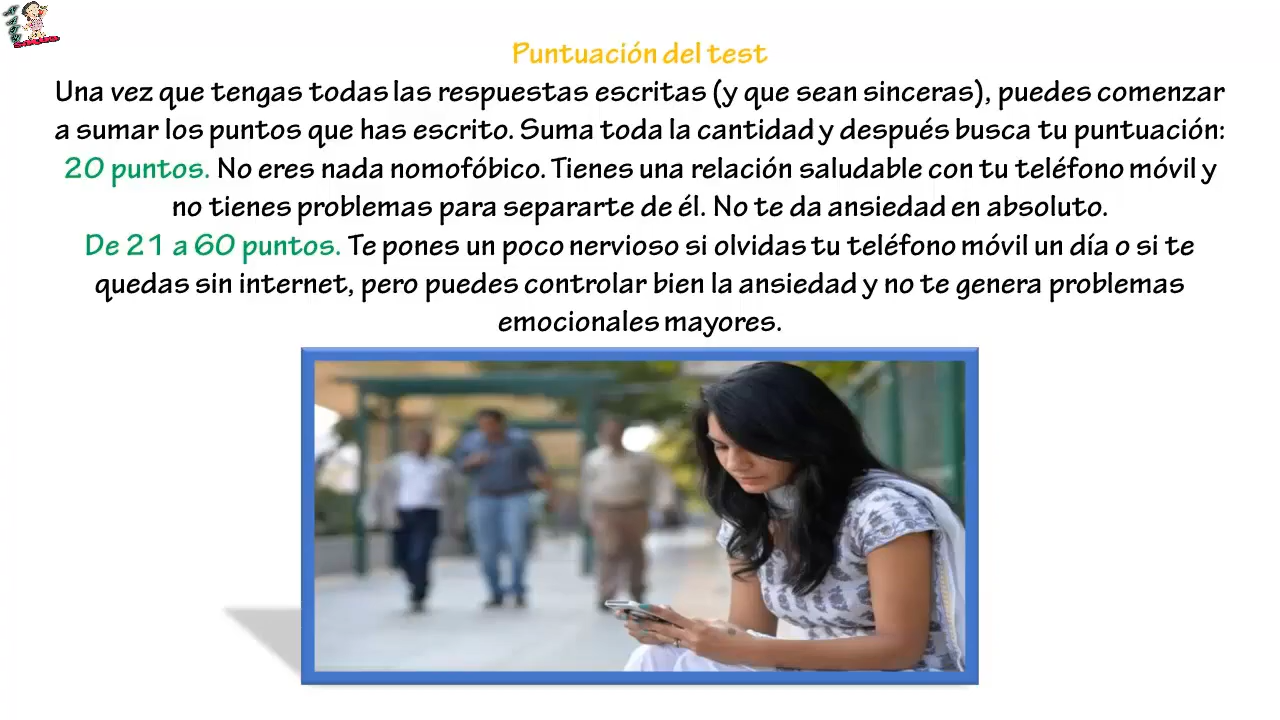 Puntuación del test
Una vez que tengas todas las respuestas escritas (y que sean sinceras), puedes comenzar
a sumar los puntos que has escrito. Suma toda la cantidad y después busca tu puntuación:
20 puntos. No eres nada nomofóbico. Tienes una relación saludable con tu teléfono móvil y
no tienes problemas para separarte de él. No te da ansiedad en absoluto.
De 21 a 60 puntos. Te pones un poco nervioso si olvidas tu teléfono móvil un día o si te
quedas sin internet, pero puedes controlar bien la ansiedad y no te genera problemas
emocionales mayores.